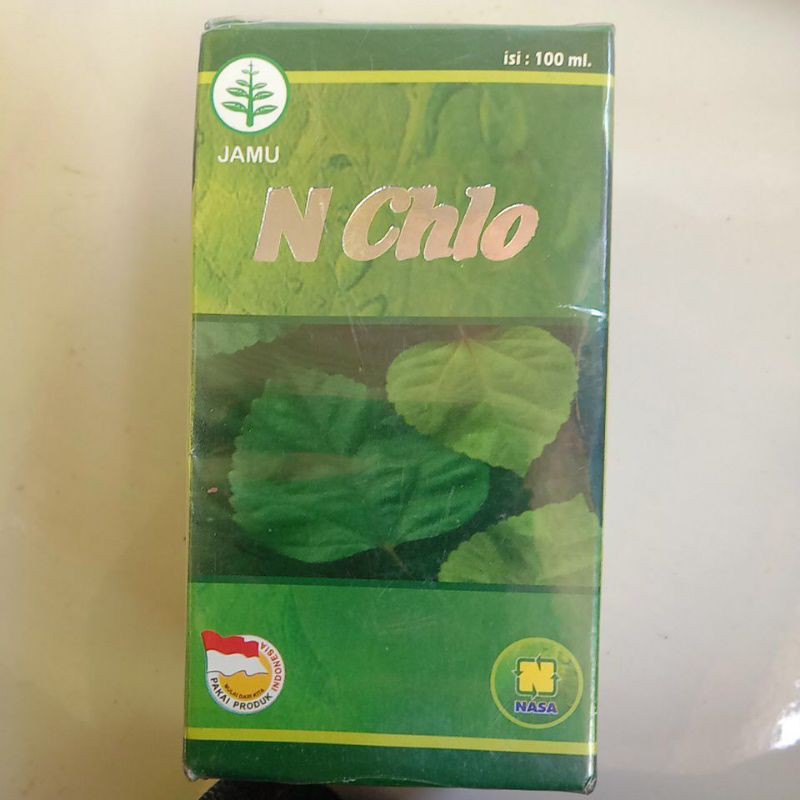 isi : 100 ml.
JAMU
N Chlo
PAKAI PRODUK INDONESIA
MULAI DARI KITA
N
NASA